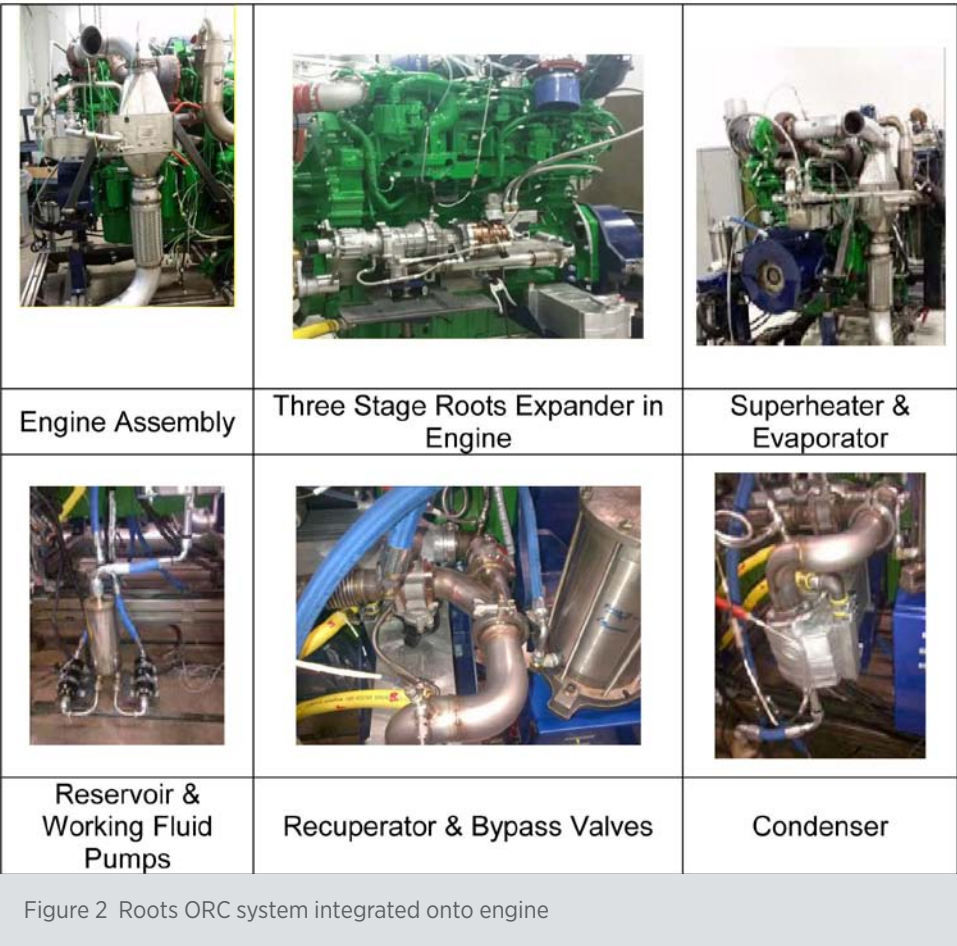 Engine Assembly
Three Stage Roots Expander in
Engine
Superheater &
Evaporator
Reservoir &
Working Fluid
Pumps
Recuperator & Bypass Valves
Condenser
Figure 2 Roots ORC system integrated onto engine